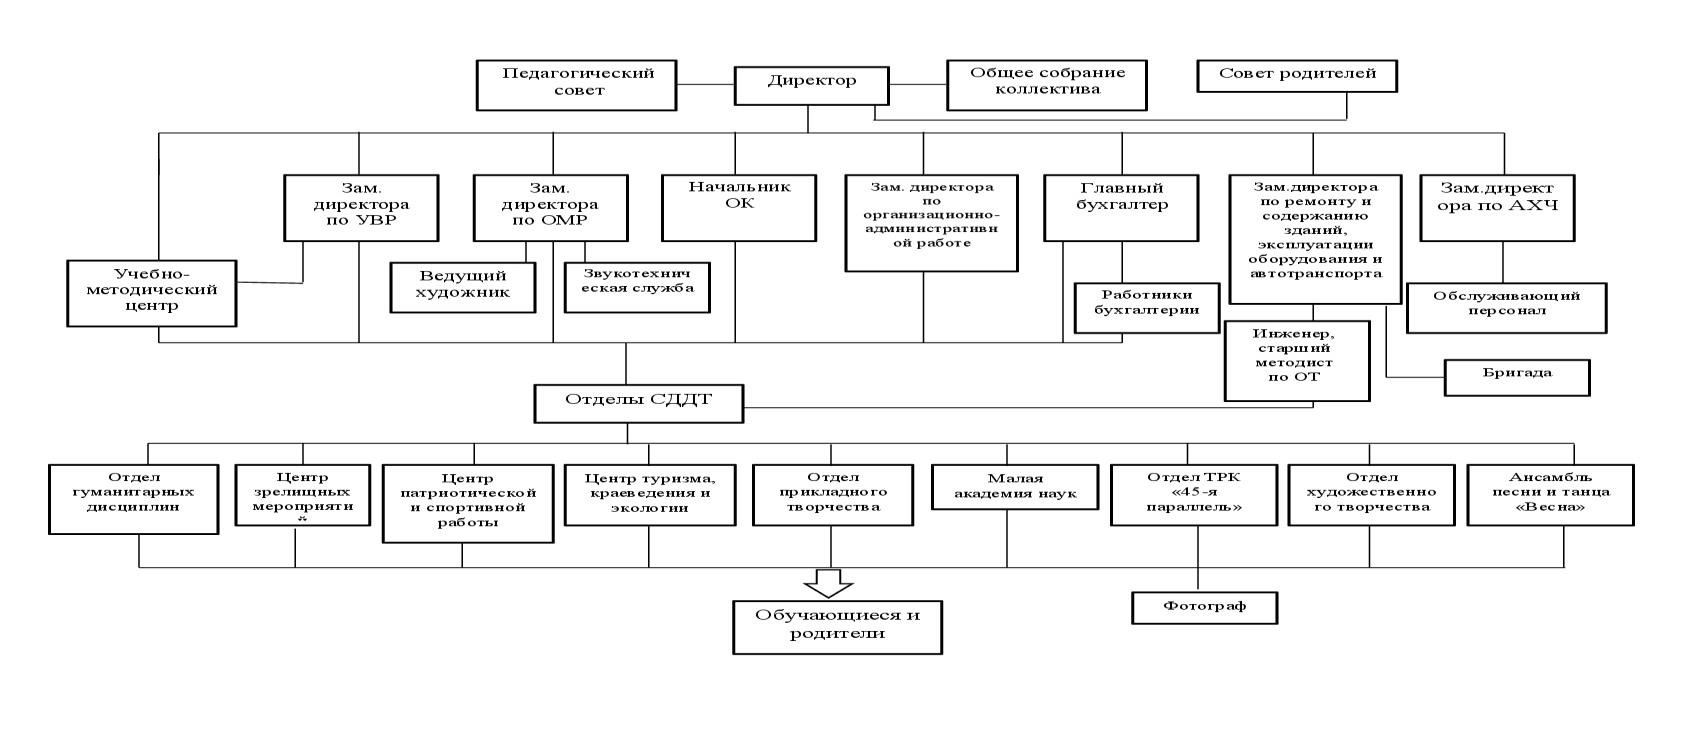 Педагогический
совет
Директор
Общее собрание
коллектива
Совет родителей
Зам.
директора
по УВР
Зам.
директора
по ОМР
Начальник
ОК
Зам. директора
по
организационно-
административн
ой работе
Главный
бухгалтер
Зам.директора
по ремонту и
содержанию
зданий,
эксплуатации
оборудования и
автотранспорта
Зам.директ
ора по АХЧ
Учебно-
методический
центр
Ведущий
художник
Звукотехнич
еская служба
Работники
бухгалтерии
Обслуживающий
персонал
Инженер,
старший
методист
по ОТ
Бригада
Отделы СДДТ
Отдел
гуманитарных
дисциплин
Центр
зрелищных
мероприяти
й
Центр
патриотической
и спортивной
работы
Центр туризма,
краеведения и
экологии
Отдел
прикладного
творчества
Малая
академия наук
Отдел ТРК
«45-я
параллель»
Отдел
художественно
го творчества
Ансамбль
песни и танца
«Весна»
Обучающиеся и
родители
Фотограф